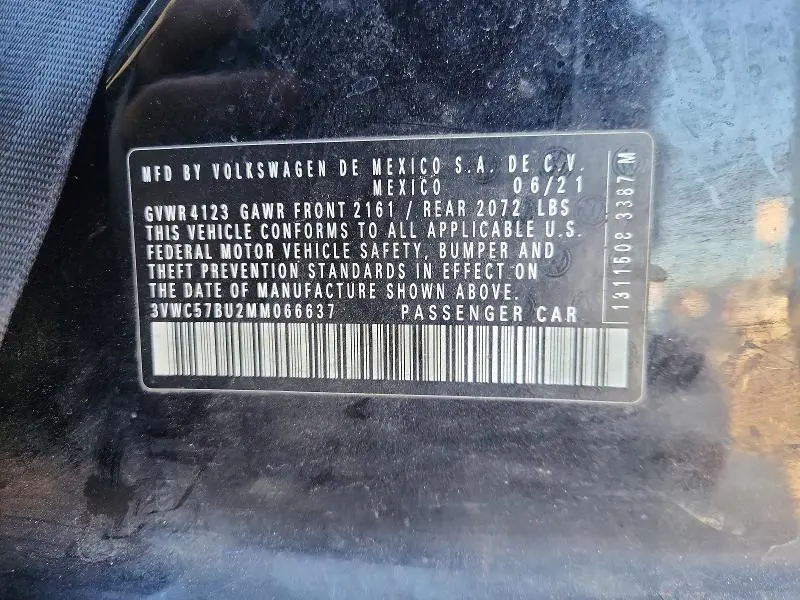 MFD BY VOLKSWAGEN DE MEXICO S.A. DE C.V.
MEXICO 06/21
GVWR 4123 GAWR FRONT 2161 / REAR 2072 LBS
THIS VEHICLE CONFORMS TO ALL APPLICABLE U.S.
FEDERAL MOTOR VEHICLE SAFETY, BUMPER AND
THEFT PREVENTION STANDARDS IN EFFECT ON
THE DATE OF MANUFACTURE SHOWN ABOVE.
3VWC57BU2MM066637 PASSENGER CAR
1311508 3387 M